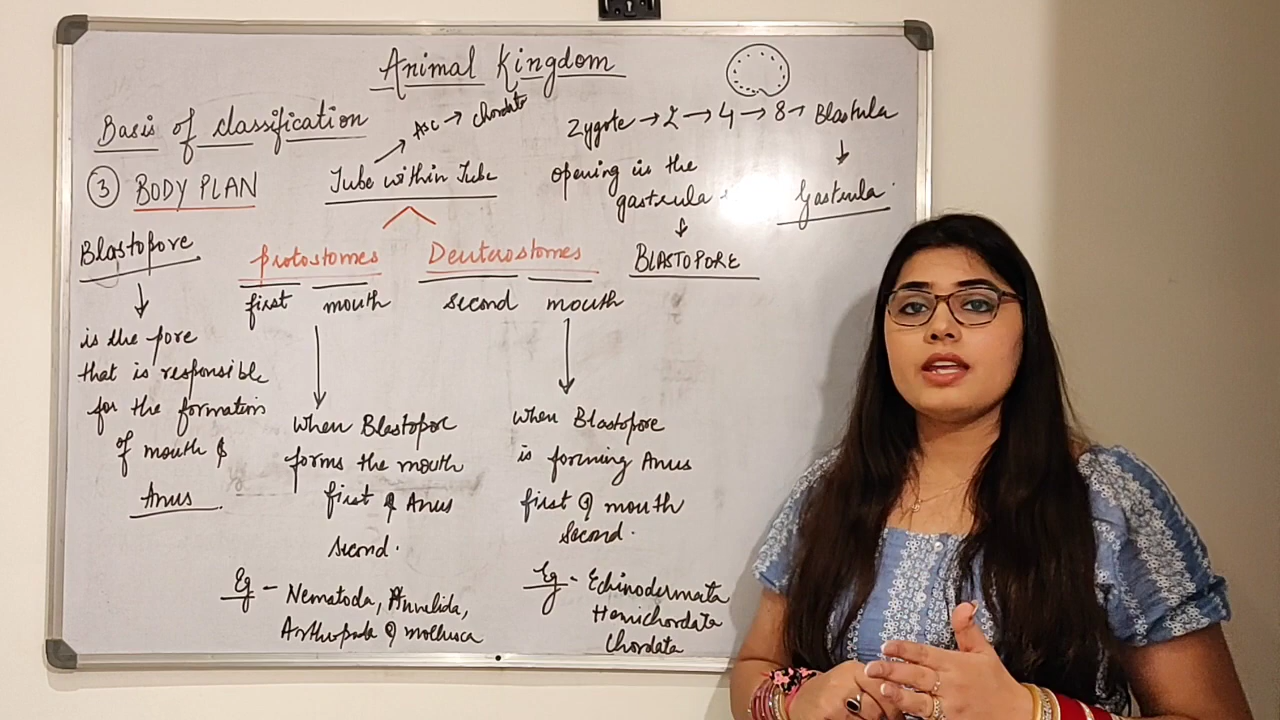 Animal Kingdom
Basis of classification
③ BODY PLAN
Tube within Tube
Asc → Chordata
Zygote → 2 → 4 → 8 → Blastula
↓
Gastrula
opening in the
gastrula
↓
BLASTOPORE
Blastopore
↓
is the pore
that is responsible
for the formation
of mouth &
Anus.
Protostomes
first mouth
When Blastopore
forms the mouth
first & Anus
second.
Eg - Nematoda, Annelida,
Arthropoda & mollusca
Deuterostomes
second mouth
when Blastopore
is forming Anus
first & mouth
second.
Eg - Echinodermata
Hemichordata
Chordata